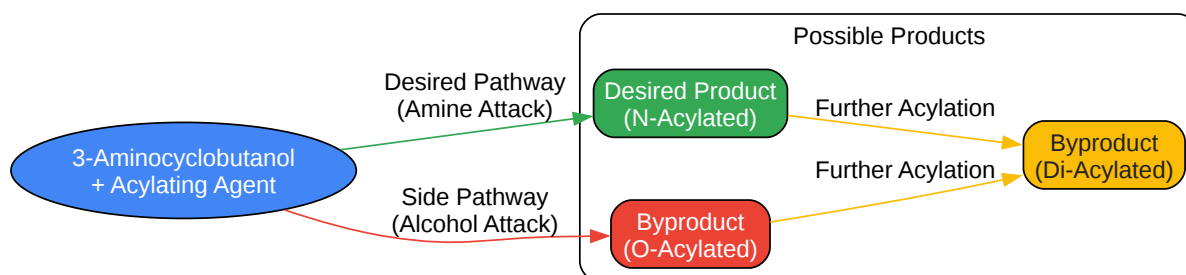 Possible Products
Desired Pathway
(Amine Attack)
Desired Product
(N-Acylated)
Further Acylation
3-Aminocyclobutanol
+ Acylating Agent
Byproduct
(Di-Acylated)
Further Acylation
Side Pathway
(Alcohol Attack)
Byproduct
(O-Acylated)